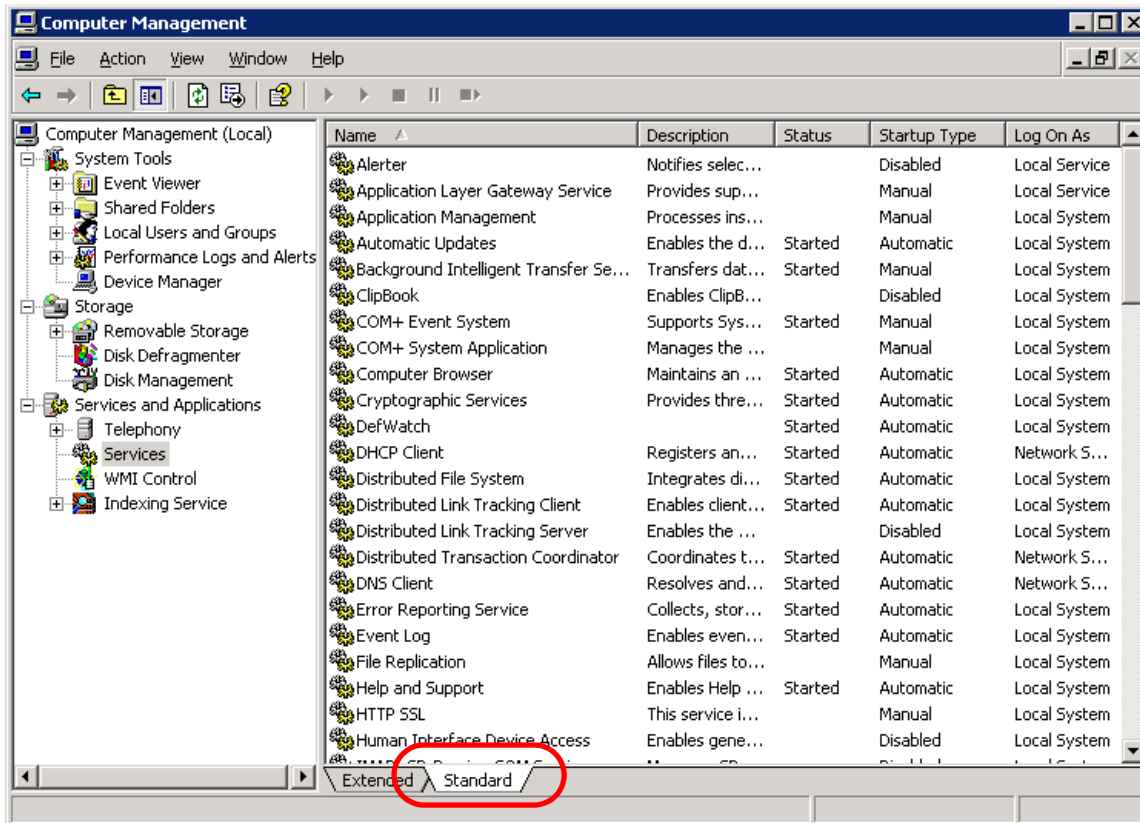 Computer Management
File Action View Window Help
Computer Management (Local)
System Tools
Event Viewer
Shared Folders
Local Users and Groups
Performance Logs and Alerts
Device Manager
Storage
Removable Storage
Disk Defragmenter
Disk Management
Services and Applications
Telephony
Services
WMI Control
Indexing Service
Name Description Status Startup Type Log On As
Alerter Notifies selec... Disabled Local Service
Application Layer Gateway Service Provides sup... Manual Local Service
Application Management Processes ins... Manual Local System
Automatic Updates Enables the d... Started Automatic Local System
Background Intelligent Transfer Se... Transfers dat... Started Manual Local System
ClipBook Enables ClipB... Disabled Local System
COM+ Event System Supports Sys... Started Manual Local System
COM+ System Application Manages the ... Manual Local System
Computer Browser Maintains an ... Started Automatic Local System
Cryptographic Services Provides thre... Started Automatic Local System
DefWatch Started Automatic Local System
DHCP Client Registers an... Started Automatic Network S...
Distributed File System Integrates di... Started Automatic Local System
Distributed Link Tracking Client Enables client... Started Automatic Local System
Distributed Link Tracking Server Enables the ... Disabled Local System
Distributed Transaction Coordinator Coordinates t... Started Automatic Network S...
DNS Client Resolves and... Started Automatic Network S...
Error Reporting Service Collects, stor... Started Automatic Local System
Event Log Enables even... Started Automatic Local System
File Replication Allows files to... Manual Local System
Help and Support Enables Help ... Started Automatic Local System
HTTP SSL This service i... Manual Local System
Human Interface Device Access Enables gene... Disabled Local System
Extended Standard